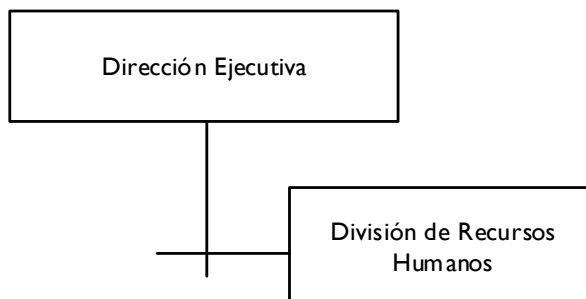 Dirección Ejecutiva
División de Recursos
Humanos